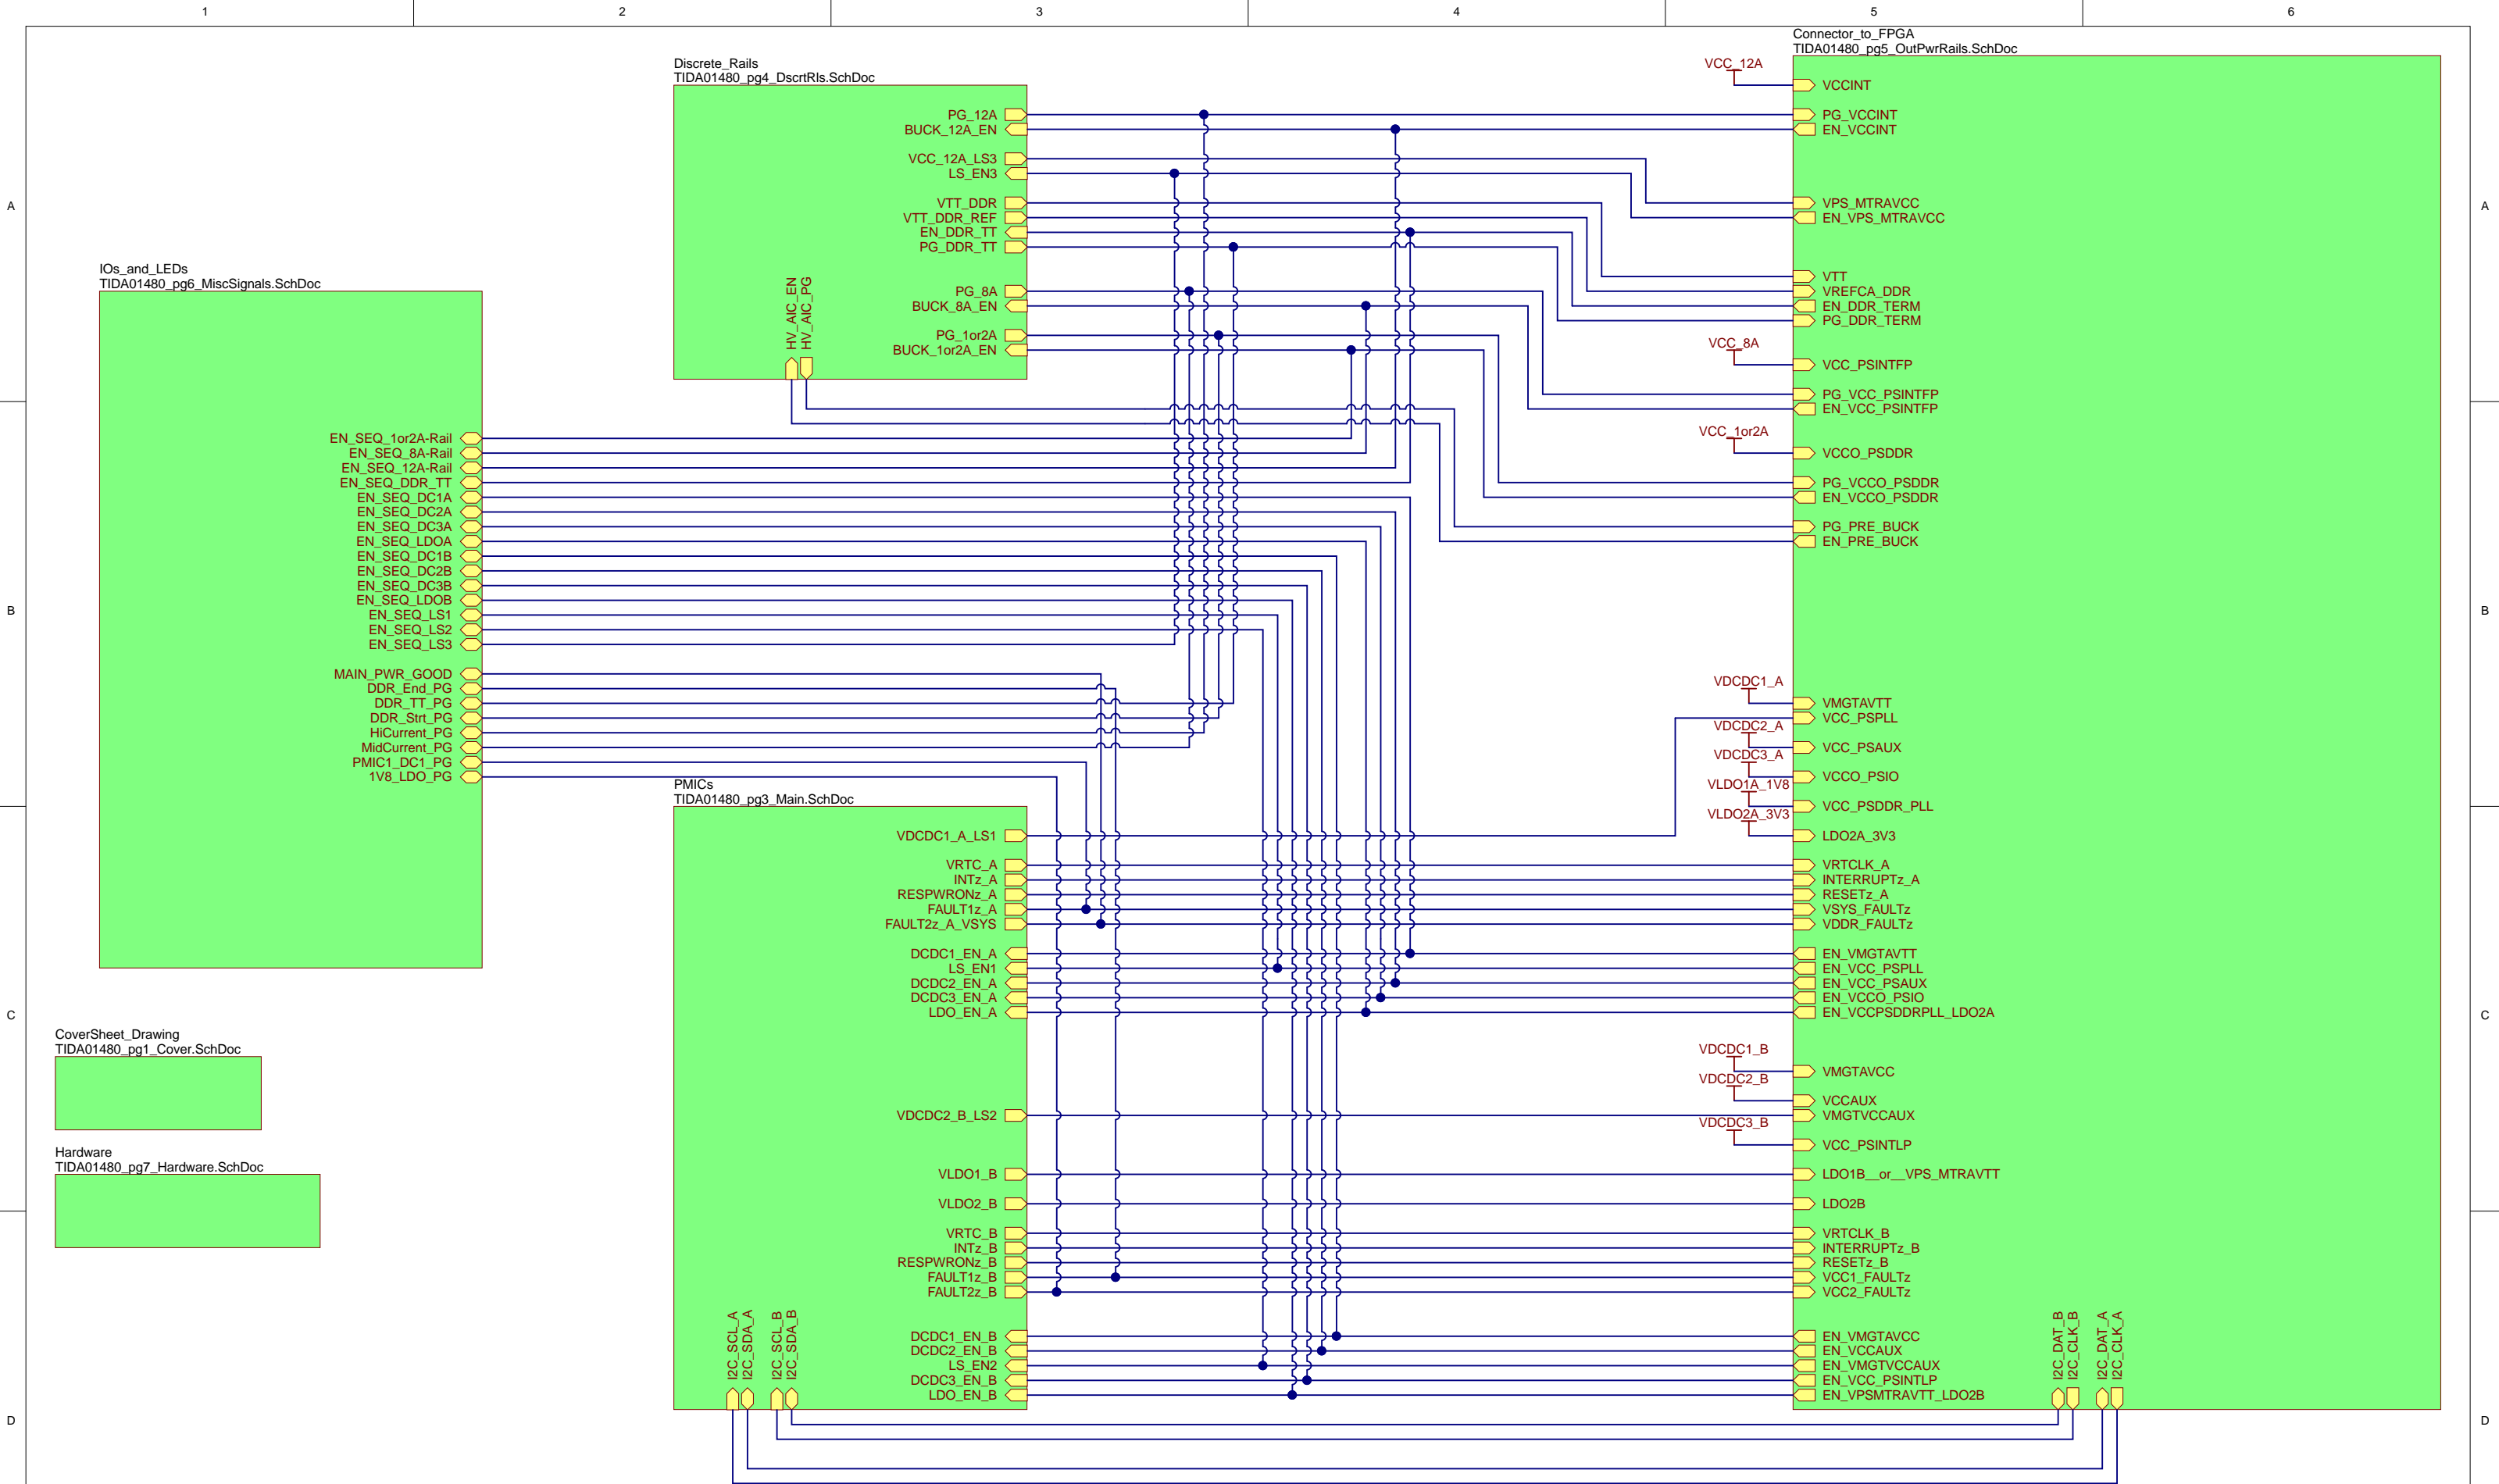 1
2
3
4
5
6
A
B
C
D
Discrete_Rails
TIDA01480_pg4_DscrtRls.SchDoc
PG_12A
BUCK_12A_EN
VCC_12A_LS3
LS_EN3
VTT_DDR
VTT_DDR_REF
EN_DDR_TT
PG_DDR_TT
PG_8A
BUCK_8A_EN
PG_1or2A
BUCK_1or2A_EN
HV_AIC_EN
HV_AIC_PG
IOs_and_LEDs
TIDA01480_pg6_MiscSignals.SchDoc
EN_SEQ_1or2A-Rail
EN_SEQ_8A-Rail
EN_SEQ_12A-Rail
EN_SEQ_DDR_TT
EN_SEQ_DC1A
EN_SEQ_DC2A
EN_SEQ_DC3A
EN_SEQ_LDOA
EN_SEQ_DC1B
EN_SEQ_DC2B
EN_SEQ_DC3B
EN_SEQ_LDOB
EN_SEQ_LS1
EN_SEQ_LS2
EN_SEQ_LS3
MAIN_PWR_GOOD
DDR_End_PG
DDR_TT_PG
DDR_Strt_PG
HiCurrent_PG
MidCurrent_PG
PMIC1_DC1_PG
1V8_LDO_PG
CoverSheet_Drawing
TIDA01480_pg1_Cover.SchDoc
Hardware
TIDA01480_pg7_Hardware.SchDoc
PMICs
TIDA01480_pg3_Main.SchDoc
VDCDC1_A_LS1
VRTC_A
INTz_A
RESPWRONz_A
FAULT1z_A
FAULT2z_A_VSYS
DCDC1_EN_A
LS_EN1
DCDC2_EN_A
DCDC3_EN_A
LDO_EN_A
VDCDC2_B_LS2
VLDO1_B
VLDO2_B
VRTC_B
INTz_B
RESPWRONz_B
FAULT1z_B
FAULT2z_B
DCDC1_EN_B
DCDC2_EN_B
LS_EN2
DCDC3_EN_B
LDO_EN_B
I2C_SCL_A
I2C_SDA_A
I2C_SCL_B
I2C_SDA_B
Connector_to_FPGA
TIDA01480_pg5_OutPwrRails.SchDoc
VCC_12A
VCCINT
PG_VCCINT
EN_VCCINT
VPS_MTRAVCC
EN_VPS_MTRAVCC
VTT
VREFCA_DDR
EN_DDR_TERM
PG_DDR_TERM
VCC_8A
VCC_PSINTFP
PG_VCC_PSINTFP
EN_VCC_PSINTFP
VCC_1or2A
VCCO_PSDDR
PG_VCCO_PSDDR
EN_VCCO_PSDDR
PG_PRE_BUCK
EN_PRE_BUCK
VDCDC1_A
VMGTAVTT
VCC_PSPLL
VDCDC2_A
VCC_PSAUX
VDCDC3_A
VCCO_PSIO
VLDO1A_1V8
VCC_PSDDR_PLL
VLDO2A_3V3
LDO2A_3V3
VRTCLK_A
INTERRUPTz_A
RESETz_A
VSYS_FAULTz
VDDR_FAULTz
EN_VMGTAVTT
EN_VCC_PSPLL
EN_VCC_PSAUX
EN_VCCO_PSIO
EN_VCCPSDDRPLL_LDO2A
VDCDC1_B
VMGTAVCC
VDCDC2_B
VCCAUX
VMGTVCCAUX
VDCDC3_B
VCC_PSINTLP
LDO1B__or__VPS_MTRAVTT
LDO2B
VRTCLK_B
INTERRUPTz_B
RESETz_B
VCC1_FAULTz
VCC2_FAULTz
EN_VMGTAVCC
EN_VCCAUX
EN_VMGTVCCAUX
EN_VCC_PSINTLP
EN_VPSMTRAVTT_LDO2B
I2C_DAT_B
I2C_CLK_B
I2C_DAT_A
I2C_CLK_A
A
B
C
D